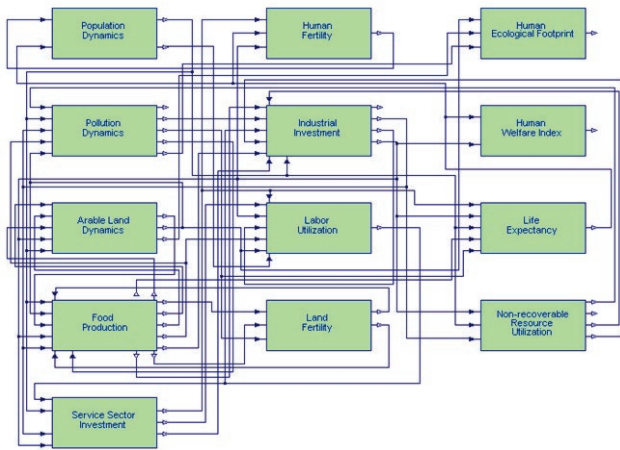 Population
Dynamics
Human
Fertility
Human
Ecological Footprint
Pollution
Dynamics
Industrial
Investment
Human
Welfare Index
Arable Land
Dynamics
Labor
Utilization
Life
Expectancy
Food
Production
Land
Fertility
Non-recoverable
Resource
Utilization
Service Sector
Investment